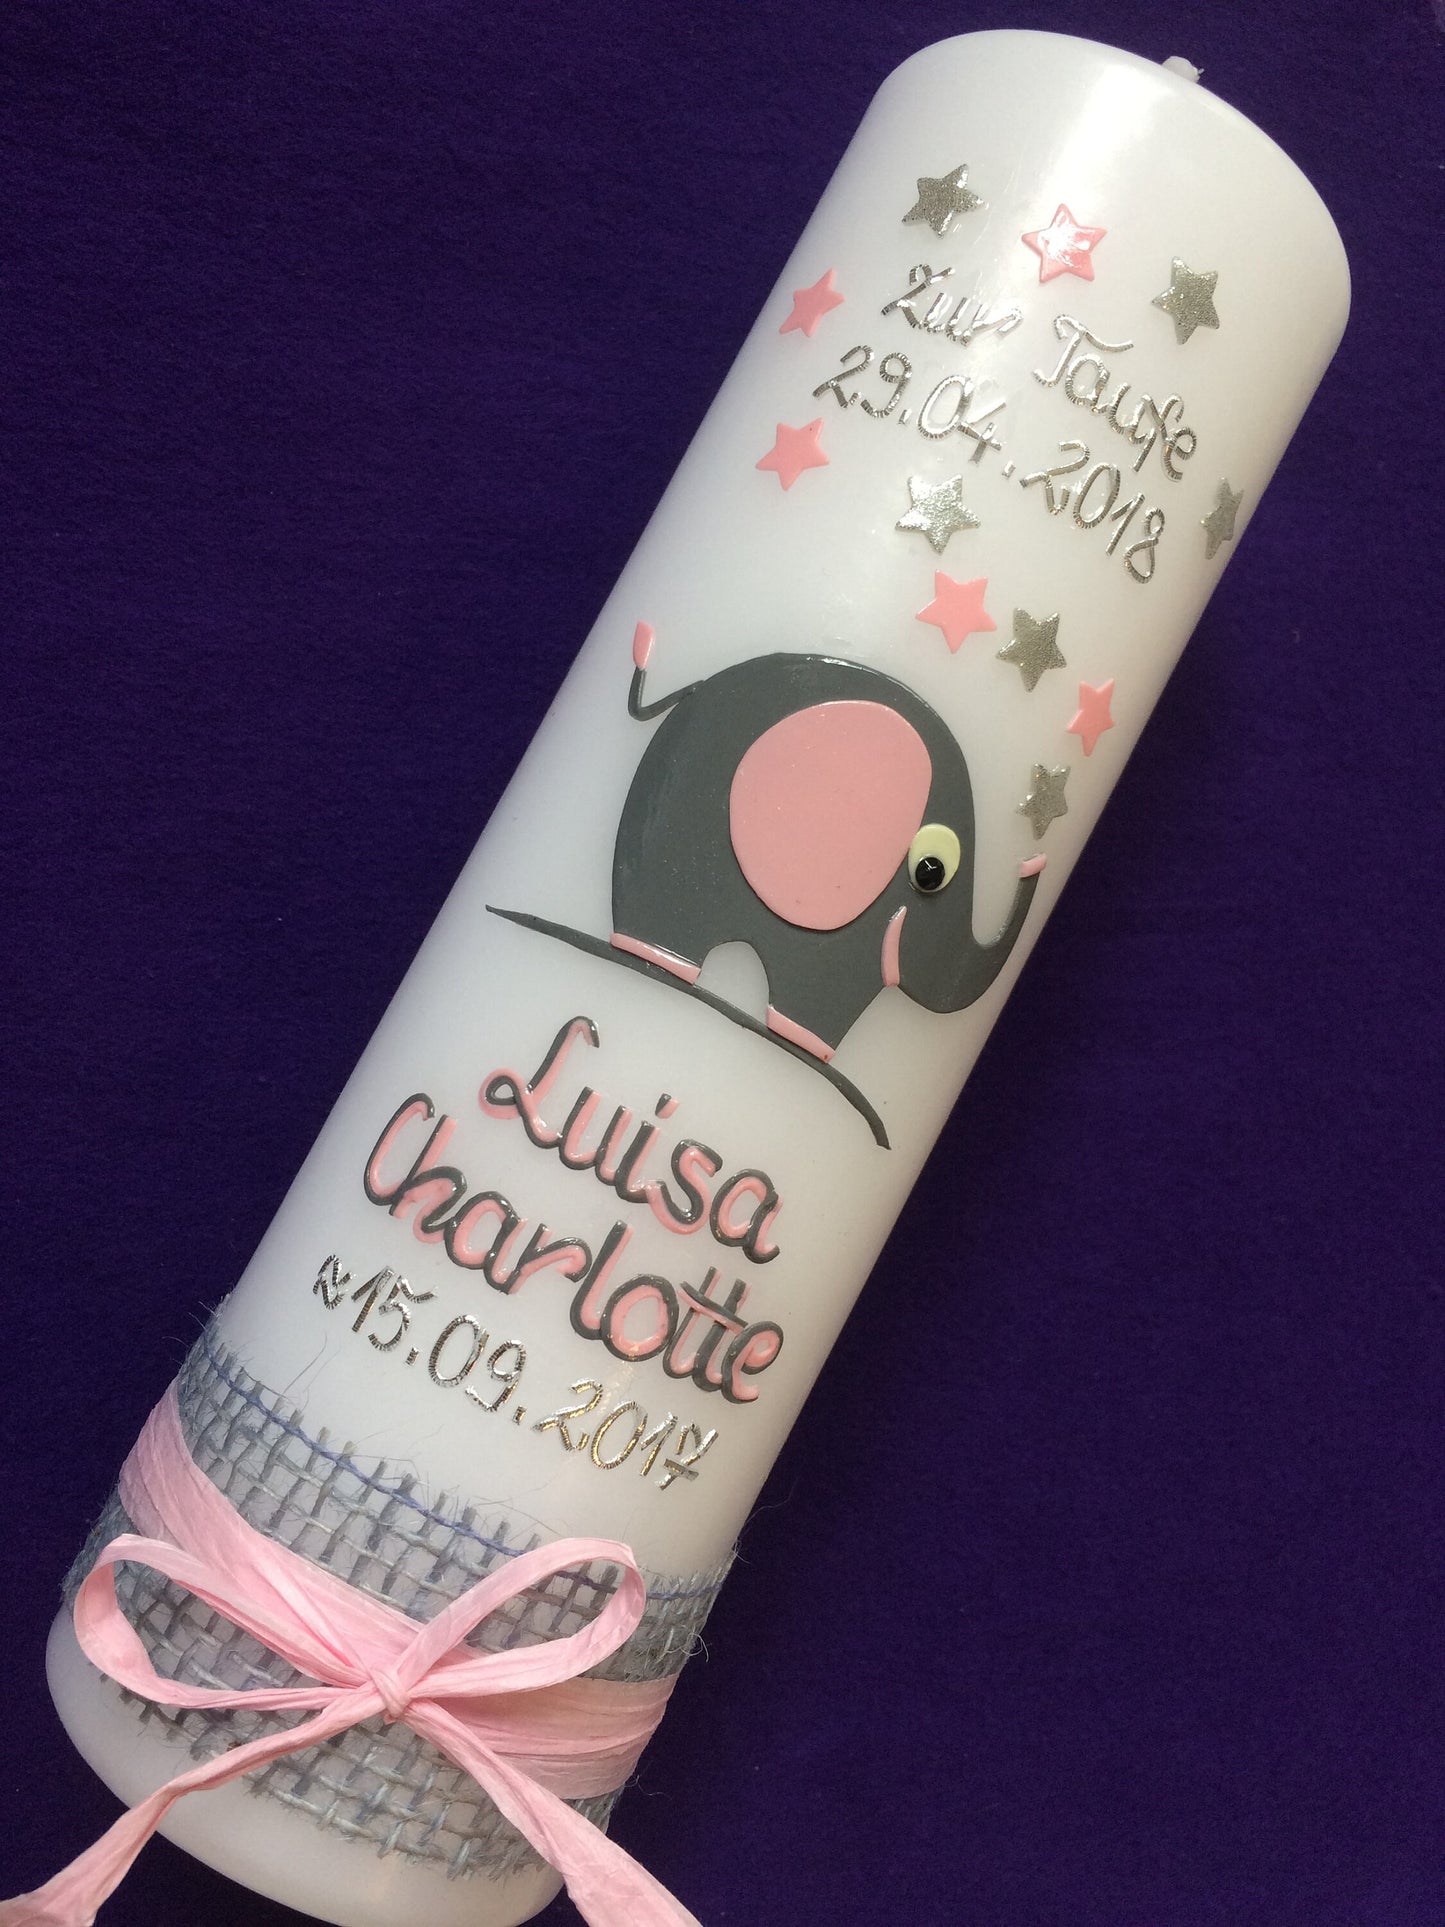 Zur Taufe
29.04.2018
Luisa
Charlotte
* 15.09.2017